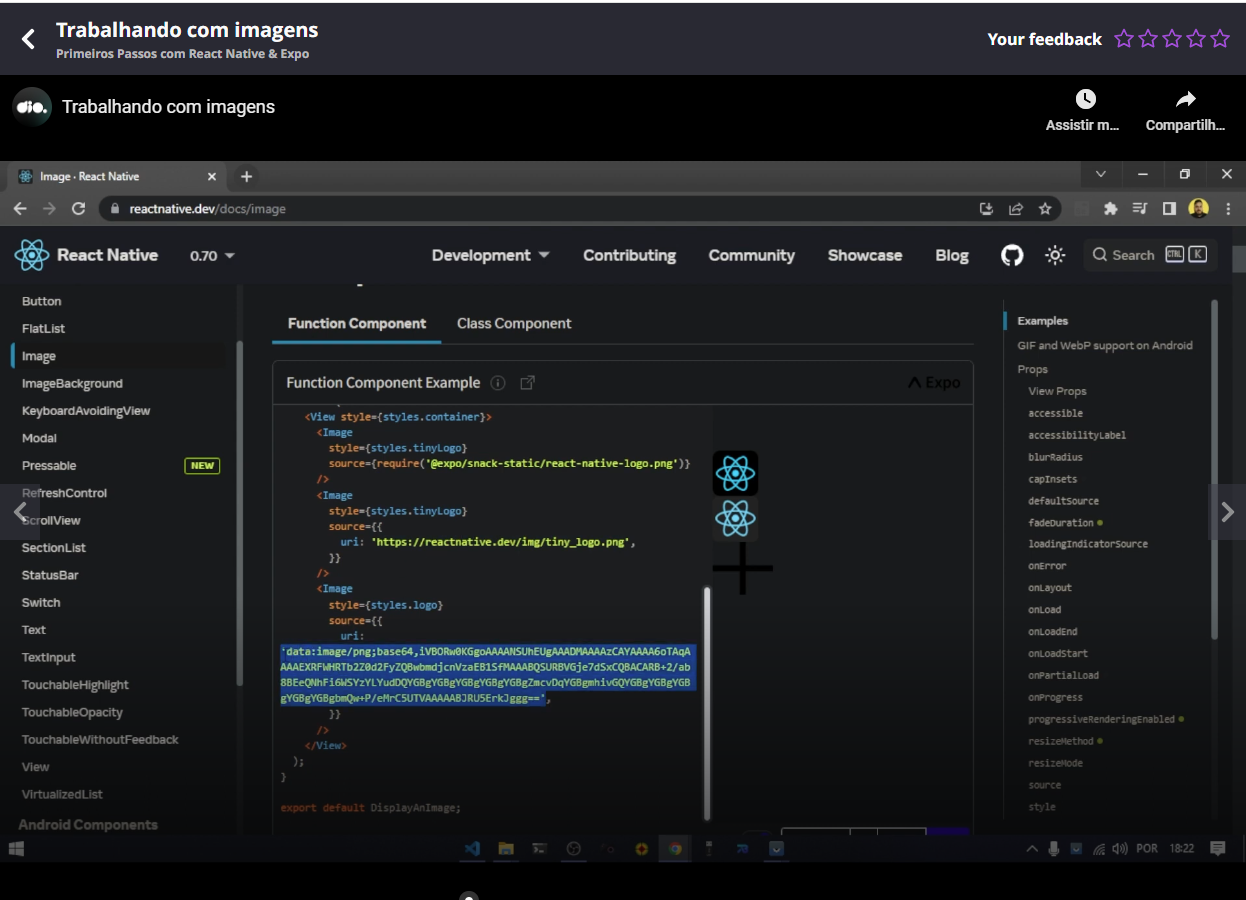 Trabalhando com imagens
Primeiros Passos com React Native & Expo
Your feedback
dio.
Trabalhando com imagens
Assistir m...
Compartilh...
Image · React Native
reactnative.dev/docs/image
React Native
0.70
Development
Contributing
Community
Showcase
Blog
Search
CTRL
K
Button
FlatList
Image
ImageBackground
KeyboardAvoidingView
Modal
Pressable
NEW
RefreshControl
ScrollView
SectionList
StatusBar
Switch
Text
TextInput
TouchableHighlight
TouchableOpacity
TouchableWithoutFeedback
View
VirtualizedList
Android Components
Function Component
Class Component
Function Component Example
Expo
<View style={styles.container}>
<Image
style={styles.tinyLogo}
source={require('@expo/snack-static/react-native-logo.png')}
/>
<Image
style={styles.tinyLogo}
source={{
uri: 'https://reactnative.dev/img/tiny_logo.png',
}}
/>
<Image
style={styles.logo}
source={{
uri:
'data:image/png;base64,
}}
/>
</View>
);
}
export default DisplayAnImage;
Examples
GIF and WebP support on Android
Props
View Props
accessible
accessibilityLabel
blurRadius
capInsets
defaultSource
fadeDuration
loadingIndicatorSource
onError
onLayout
onLoad
onLoadEnd
onLoadStart
onPartialLoad
onProgress
progressiveRenderingEnabled
resizeMethod
resizeMode
source
style
POR
18:22